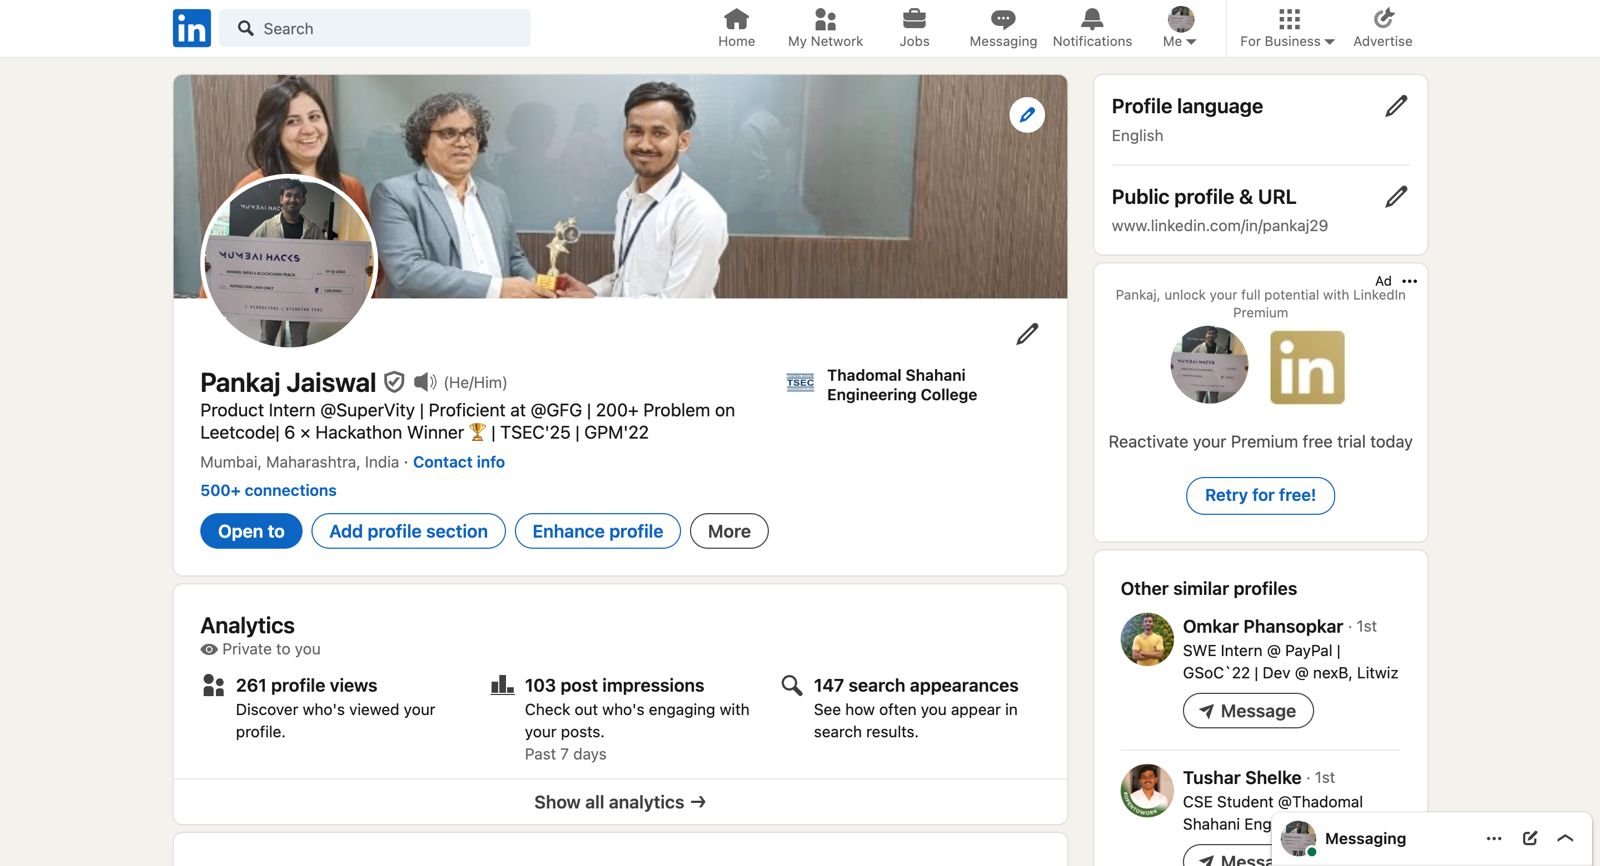 in Search
Home
My Network
Jobs
Messaging
Notifications
Me
For Business
Advertise
MUMBAI HACKS
Pankaj Jaiswal (He/Him)
Product Intern @SuperVity | Proficient at @GFG | 200+ Problem on
Leetcode| 6 × Hackathon Winner 🏆 | TSEC'25 | GPM'22
Mumbai, Maharashtra, India · Contact info
500+ connections
Open to
Add profile section
Enhance profile
More
TSEC
Thadomal Shahani
Engineering College
Analytics
Private to you
261 profile views
Discover who's viewed your
profile.
103 post impressions
Check out who's engaging with
your posts.
Past 7 days
147 search appearances
See how often you appear in
search results.
Show all analytics →
Profile language
English
Public profile & URL
www.linkedin.com/in/pankaj29
Ad
Pankaj, unlock your full potential with LinkedIn
Premium
in
Reactivate your Premium free trial today
Retry for free!
Other similar profiles
Omkar Phansopkar · 1st
SWE Intern @ PayPal |
GSoC`22 | Dev @ nexB, Litwiz
Message
Tushar Shelke · 1st
CSE Student @Thadomal
Shahani Eng
Messa
Messaging